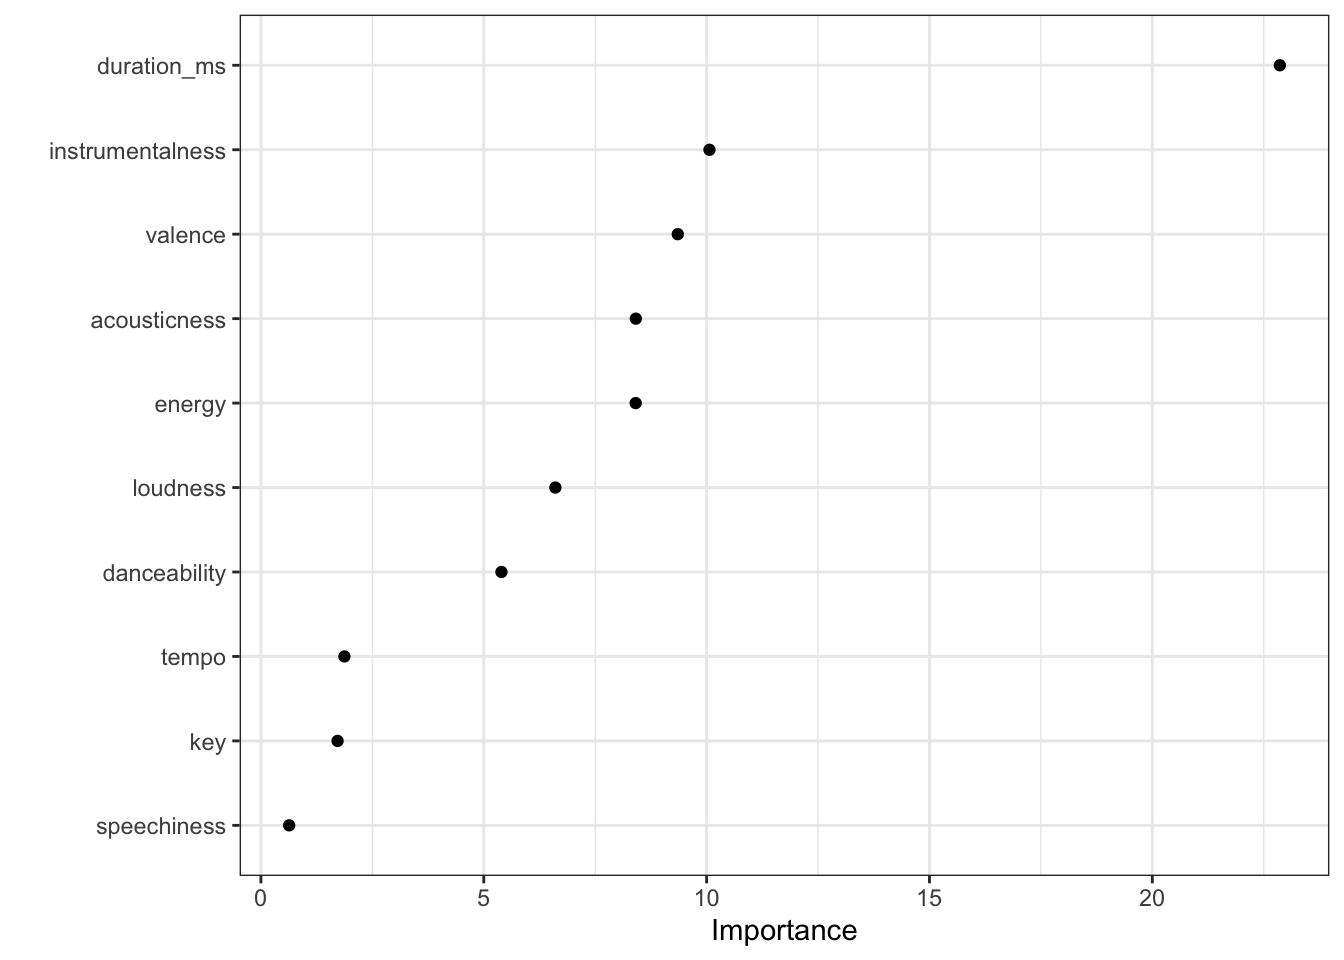 duration_ms
instrumentalness
valence
acousticness
energy
loudness
danceability
tempo
key
speechiness
0 5 10 15 20
Importance